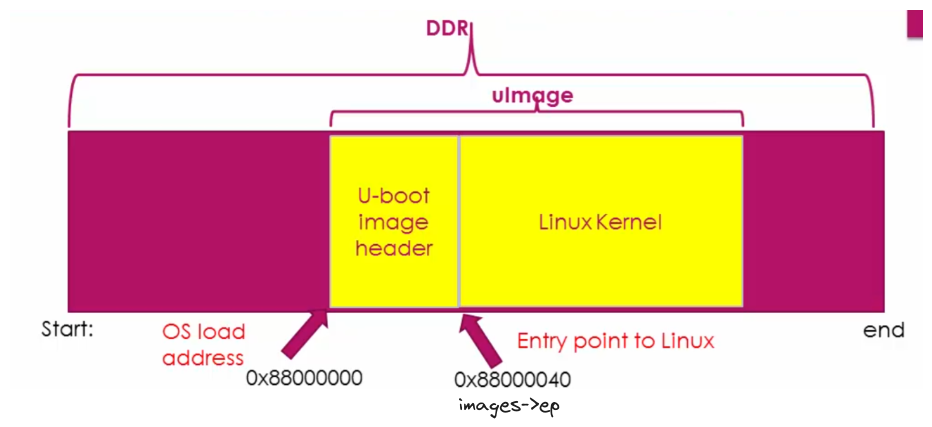 DDR
uImage
U-boot
image
header
Linux Kernel
Start:
end
OS load
address
Entry point to Linux
0x88000000
0x88000040
images->ep